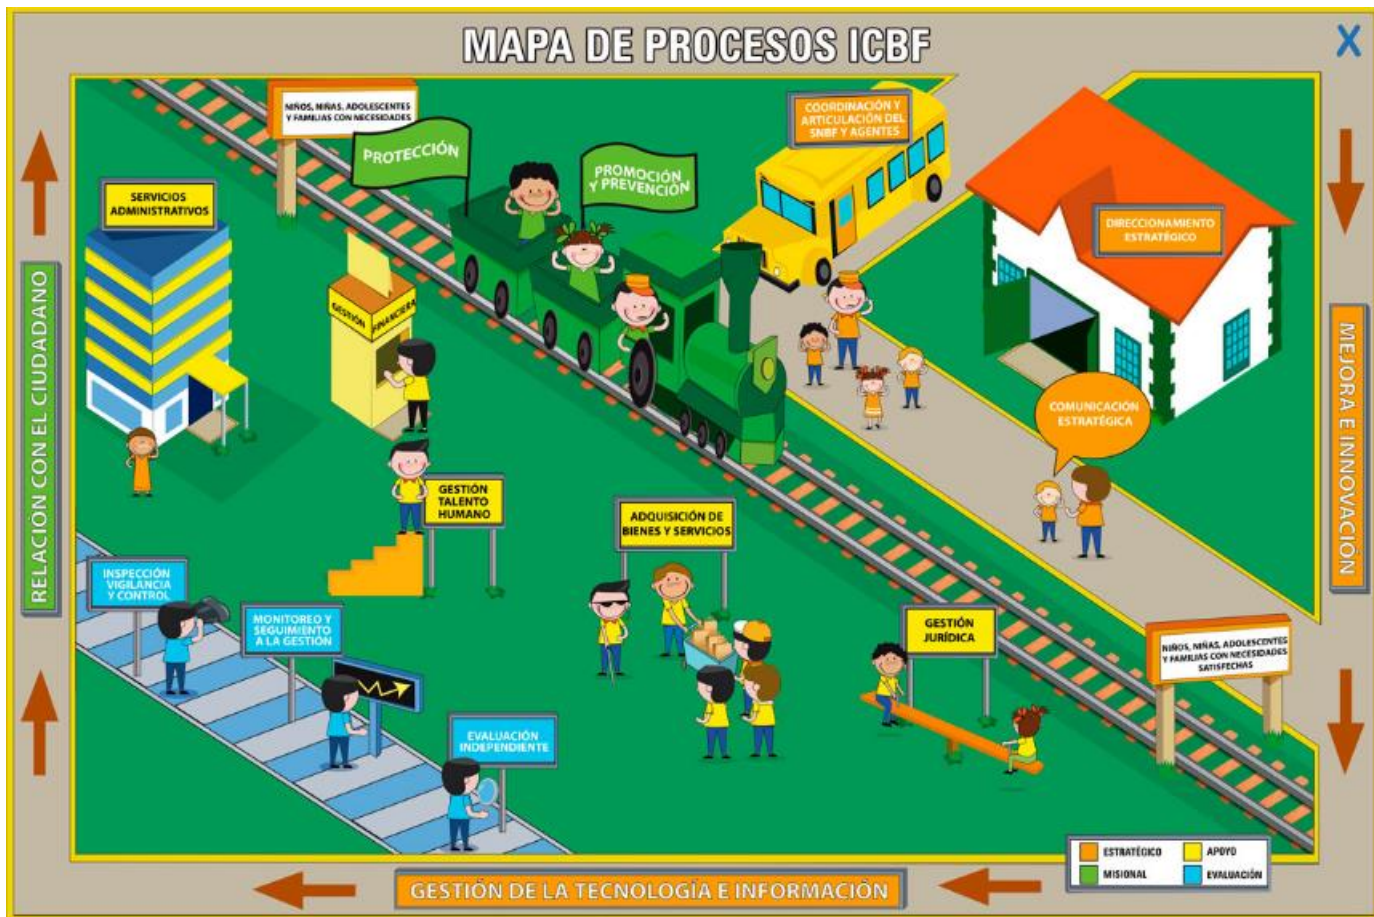 MAPA DE PROCESOS ICBF
X
NIÑOS, NIÑAS, ADOLESCENTES
Y FAMILIAS CON NECESIDADES
PROTECCIÓN
PROMOCIÓN
Y PREVENCIÓN
COORDINACIÓN Y
ARTICULACIÓN DEL
SNBF Y AGENTES
SERVICIOS
ADMINISTRATIVOS
DIRECCIONAMIENTO
ESTRATÉGICO
GESTIÓN
FINANCIERA
RELACIÓN CON EL CIUDADANO
MEJORA E INNOVACIÓN
COMUNICACIÓN
ESTRATÉGICA
GESTIÓN
TALENTO
HUMANO
ADQUISICIÓN DE
BIENES Y SERVICIOS
INSPECCIÓN
VIGILANCIA
Y CONTROL
MONITOREO Y
SEGUIMIENTO
A LA GESTIÓN
GESTIÓN
JURÍDICA
NIÑOS, NIÑAS, ADOLESCENTES
Y FAMILIAS CON NECESIDADES
SATISFECHAS
EVALUACIÓN
INDEPENDIENTE
ESTRATÉGICO
APOYO
MISIONAL
EVALUACIÓN
GESTIÓN DE LA TECNOLOGÍA E INFORMACIÓN